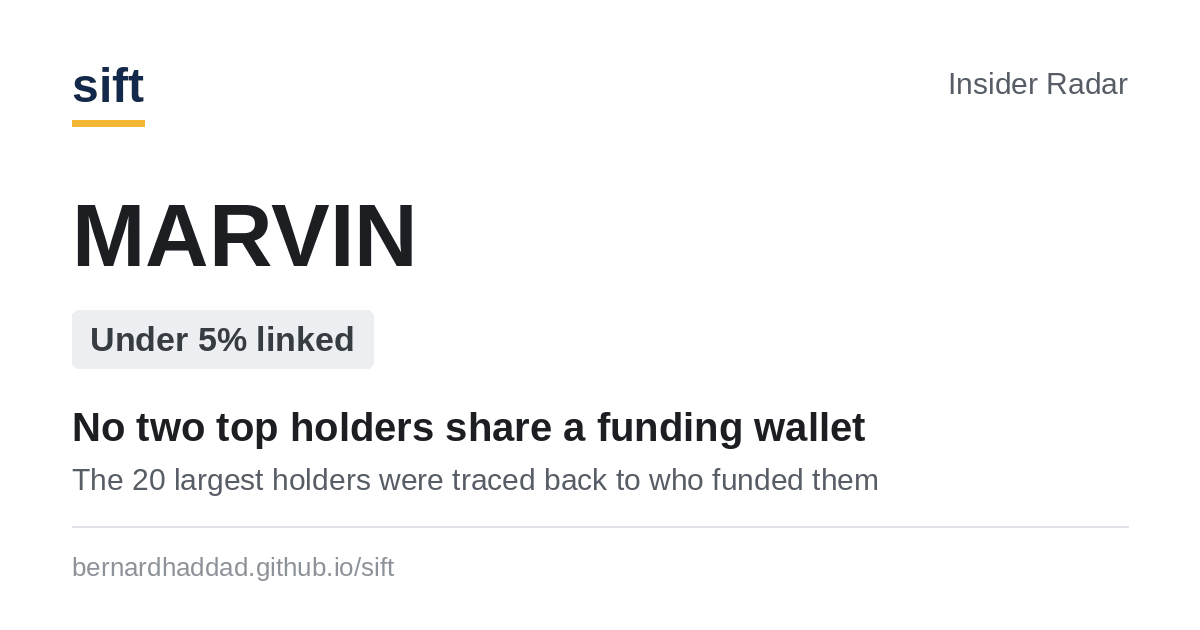 sift
Insider Radar
MARVIN
Under 5% linked
No two top holders share a funding wallet
The 20 largest holders were traced back to who funded them
bernardhaddad.github.io/sift